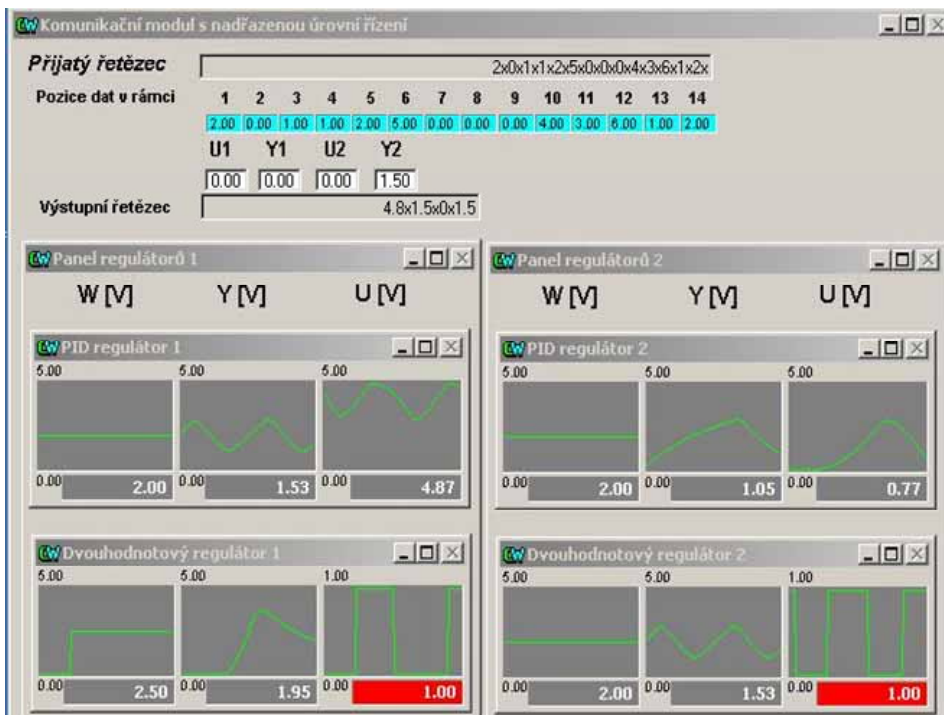 Komunikační modul s nadřazenou úrovní řízení
Přijatý řetězec 2x0x1x1x2x5x0x0x0x4x3x6x1x2x
Pozice dat v rámci 1 2 3 4 5 6 7 8 9 10 11 12 13 14
2.00 0.00 1.00 1.00 2.00 5.00 0.00 0.00 0.00 4.00 3.00 6.00 1.00 2.00
U1 Y1 U2 Y2
0.00 0.00 0.00 1.50
Výstupní řetězec 4.8x1.5x0x1.5
Panel regulátorů 1
W [V] Y [V] U [V]
PID regulátor 1
5.00 5.00 5.00
0.00 2.00 0.00 1.53 0.00 4.87
Dvouhodnotový regulátor 1
5.00 5.00 1.00
0.00 2.50 0.00 1.95 0.00 1.00
Panel regulátorů 2
W [V] Y [V] U [V]
PID regulátor 2
5.00 5.00 5.00
0.00 2.00 0.00 1.05 0.00 0.77
Dvouhodnotový regulátor 2
5.00 5.00 1.00
0.00 2.00 0.00 1.53 0.00 1.00